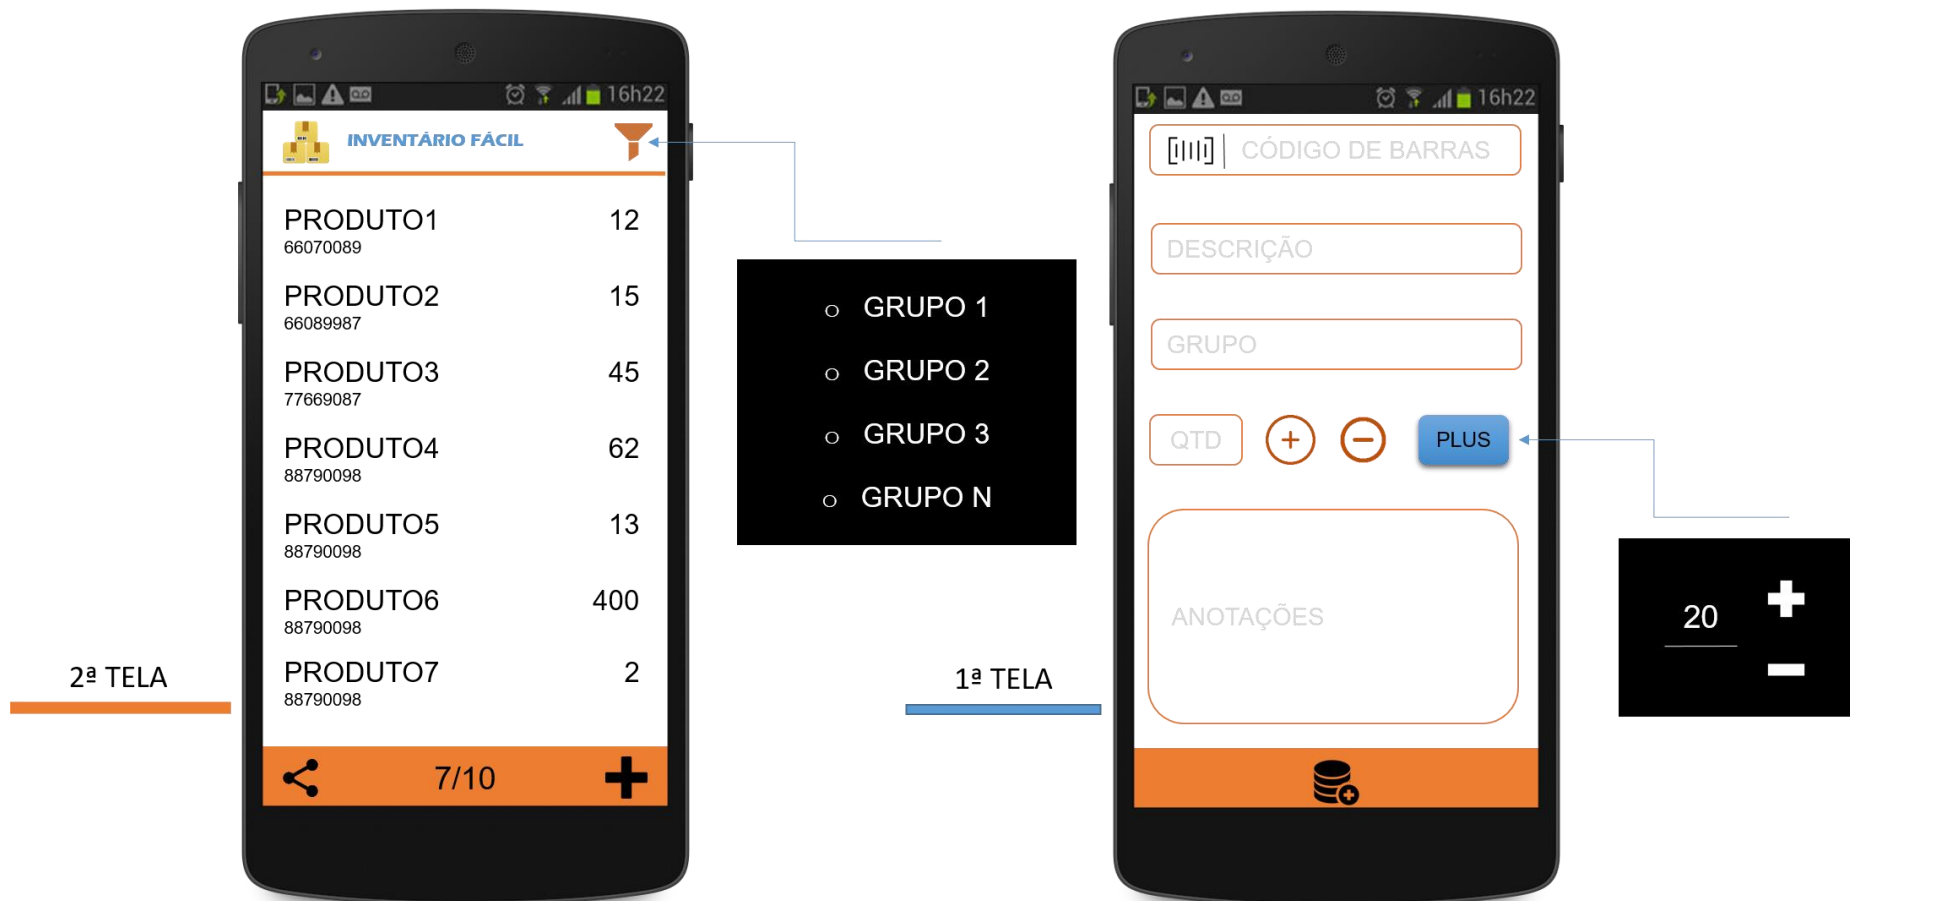 16h22
INVENTÁRIO FÁCIL
PRODUTO1 12
66070089
PRODUTO2 15
66089987
PRODUTO3 45
77669087
PRODUTO4 62
88790098
PRODUTO5 13
88790098
PRODUTO6 400
88790098
PRODUTO7 2
88790098
7/10
2ª TELA
GRUPO 1
GRUPO 2
GRUPO 3
GRUPO N
1ª TELA
16h22
CÓDIGO DE BARRAS
DESCRIÇÃO
GRUPO
QTD + − PLUS
ANOTAÇÕES
20